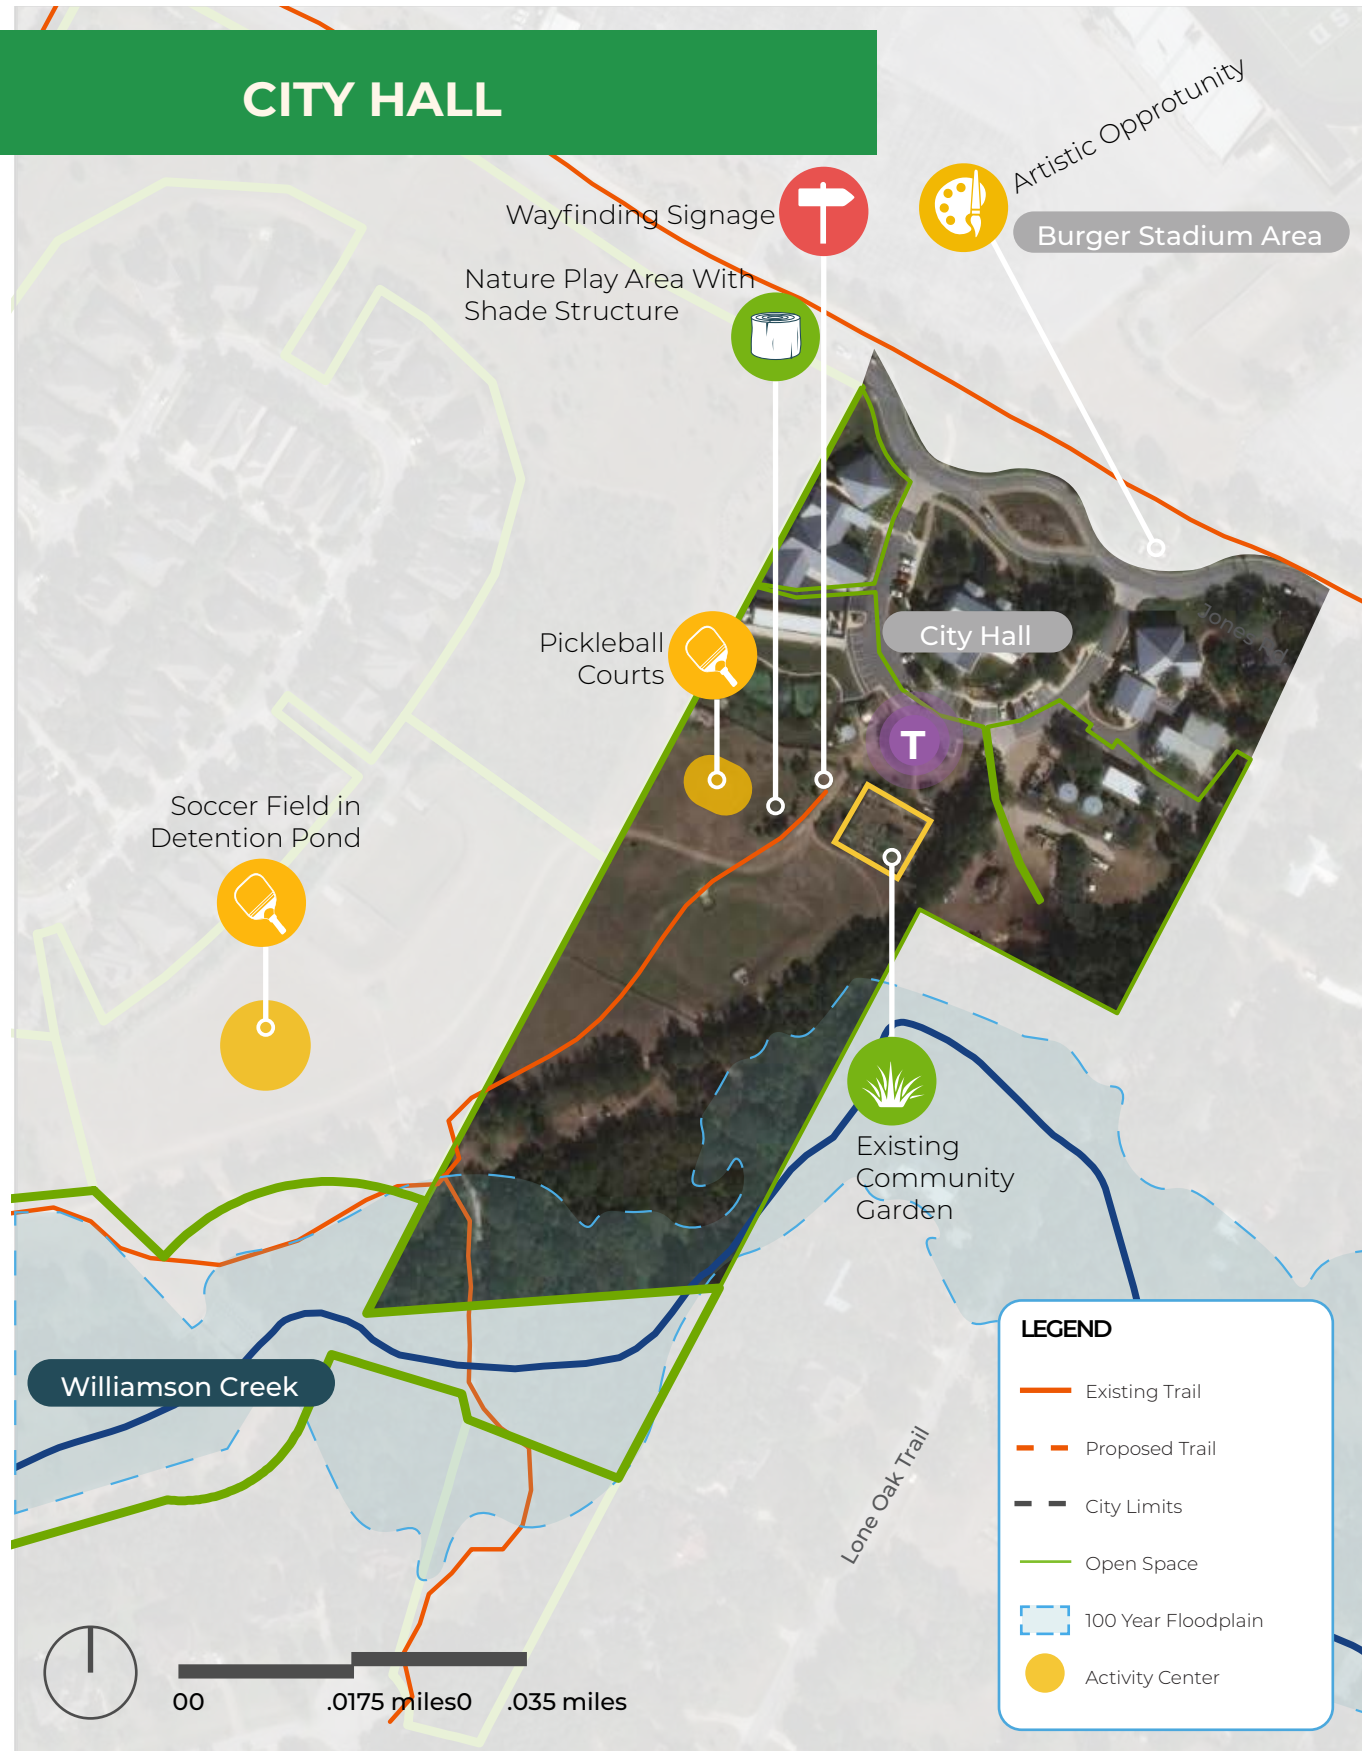 CITY HALL
Artistic Opprotunity
Wayfinding Signage
Burger Stadium Area
Nature Play Area With
Shade Structure
City Hall
Pickleball
Courts
T
Soccer Field in
Detention Pond
Existing
Community
Garden
Williamson Creek
Lone Oak Trail
LEGEND
Existing Trail
Proposed Trail
City Limits
Open Space
100 Year Floodplain
Activity Center
00
.0175 miles0
.035 miles